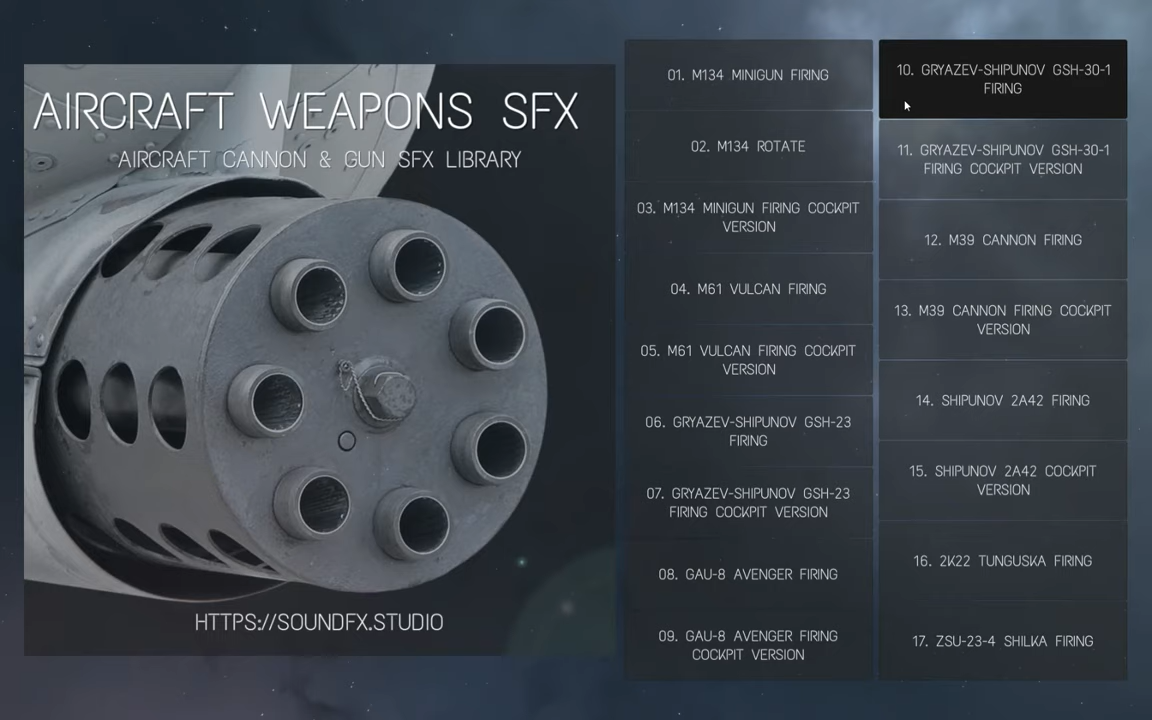 AIRCRAFT WEAPONS SFX
AIRCRAFT CANNON & GUN SFX LIBRARY
HTTPS://SOUNDFX.STUDIO
01. M134 MINIGUN FIRING
02. M134 ROTATE
03. M134 MINIGUN FIRING COCKPIT
VERSION
04. M61 VULCAN FIRING
05. M61 VULCAN FIRING COCKPIT
VERSION
06. GRYAZEV-SHIPUNOV GSH-23
FIRING
07. GRYAZEV-SHIPUNOV GSH-23
FIRING COCKPIT VERSION
08. GAU-8 AVENGER FIRING
09. GAU-8 AVENGER FIRING
COCKPIT VERSION
10. GRYAZEV-SHIPUNOV GSH-30-1
FIRING
11. GRYAZEV-SHIPUNOV GSH-30-1
FIRING COCKPIT VERSION
12. M39 CANNON FIRING
13. M39 CANNON FIRING COCKPIT
VERSION
14. SHIPUNOV 2A42 FIRING
15. SHIPUNOV 2A42 COCKPIT
VERSION
16. 2K22 TUNGUSKA FIRING
17. ZSU-23-4 SHILKA FIRING